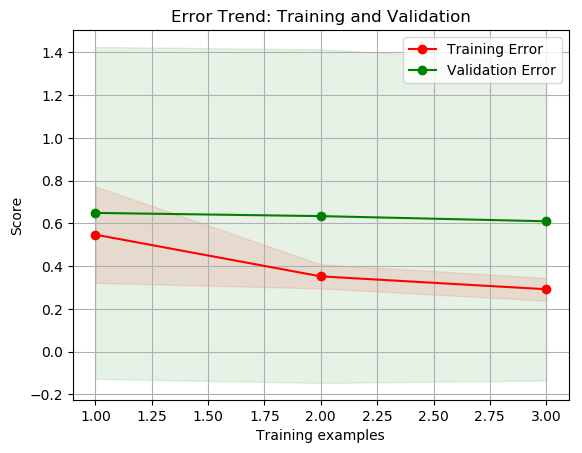 Error Trend: Training and Validation
Training Error
Validation Error
Score
1.4
1.2
1.0
0.8
0.6
0.4
0.2
0.0
−0.2
1.00 1.25 1.50 1.75 2.00 2.25 2.50 2.75 3.00
Training examples